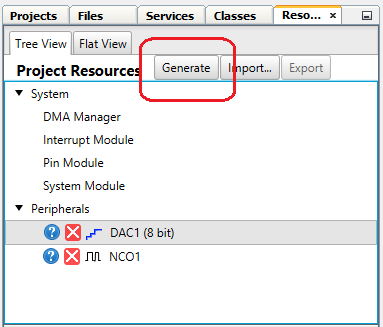 Projects Files Services Classes Reso... ×
Tree View Flat View
Project Resources Generate Import... Export
System
DMA Manager
Interrupt Module
Pin Module
System Module
Peripherals
? DAC1 (8 bit)
? NCO1